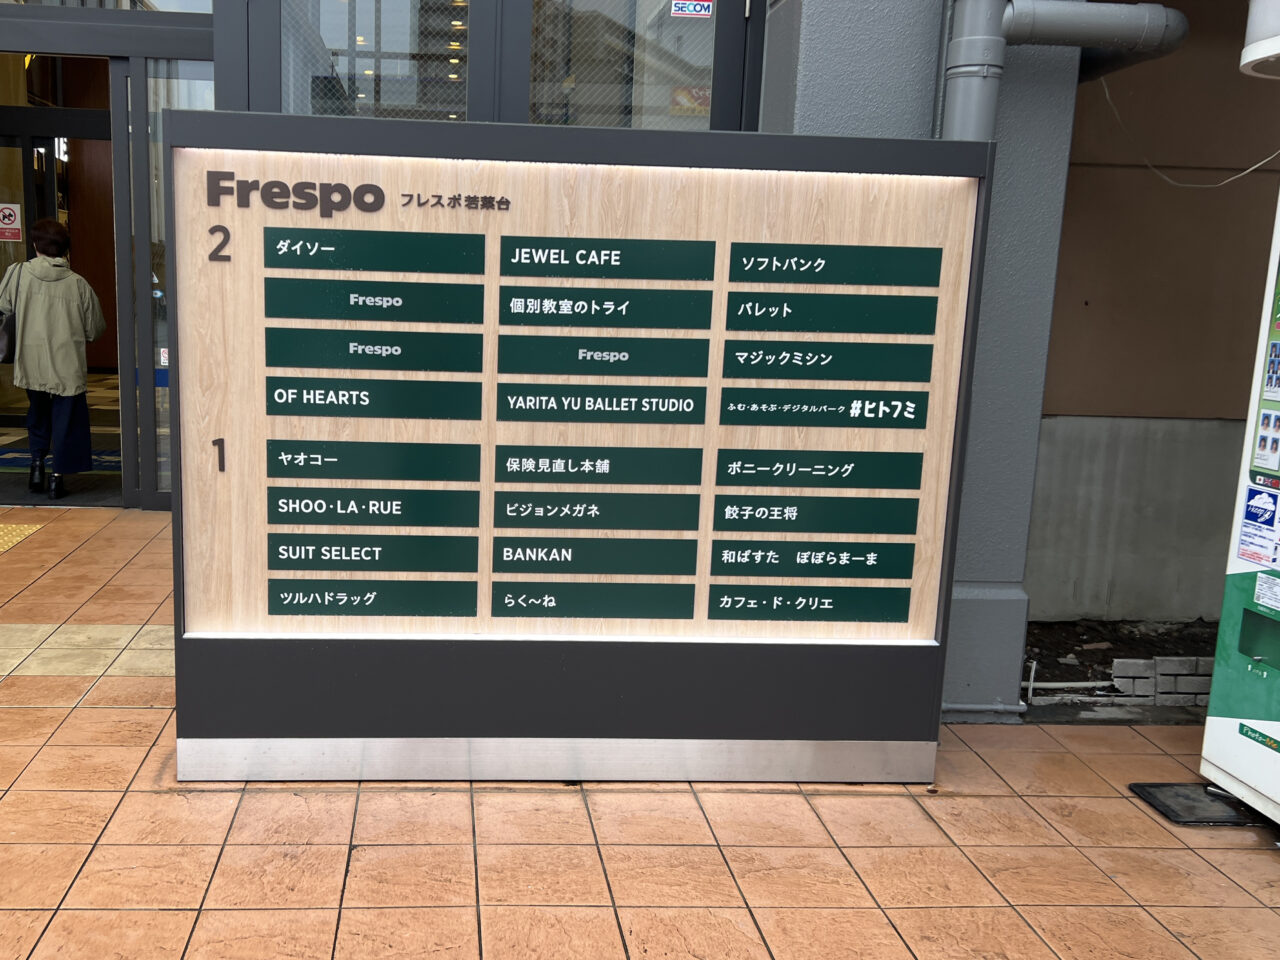 SECOM
Frespo フレスポ若葉台
2
ダイソー
JEWEL CAFE
ソフトバンク
Frespo
個別教室のトライ
パレット
Frespo
Frespo
マジックミシン
OF HEARTS
YARITA YU BALLET STUDIO
ふむ・あそぶ・デジタルパーク #ヒトフミ
1
ヤオコー
保険見直し本舗
ポニークリーニング
SHOO・LA・RUE
ビジョンメガネ
餃子の王将
SUIT SELECT
BANKAN
和ぱすた ぽぽらまーま
ツルハドラッグ
らく〜ね
カフェ・ド・クリエ
Photo-Me